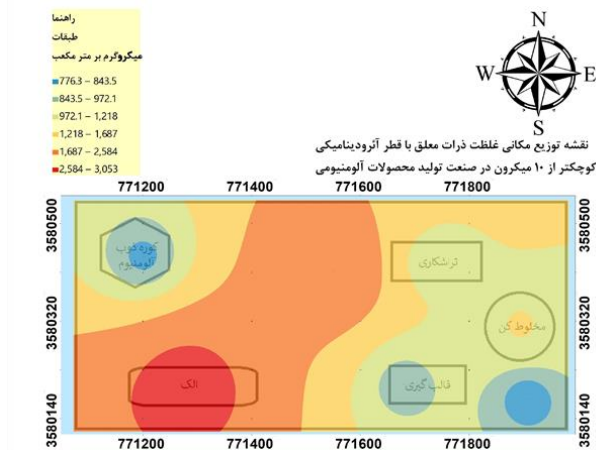 راهنما
طبقات
میکروگرم بر متر مکعب
776.3 – 843.5
843.5 – 972.1
972.1 – 1,218
1,218 – 1,687
1,687 – 2,584
2,584 – 3,053
N
W E
S
نقشه توزیع مکانی غلظت ذرات معلق با قطر آئرودینامیکی
کوچکتر از ۱۰ میکرون در صنعت تولید محصولات آلومنیومی
771200 771400 771600 771800
3580500 3580500
کوره ذوب
آلومنیوم
تراشکاری
3580320 3580320
مخلوط کن
الک
قالب گیری
3580140 3580140
771200 771400 771600 771800